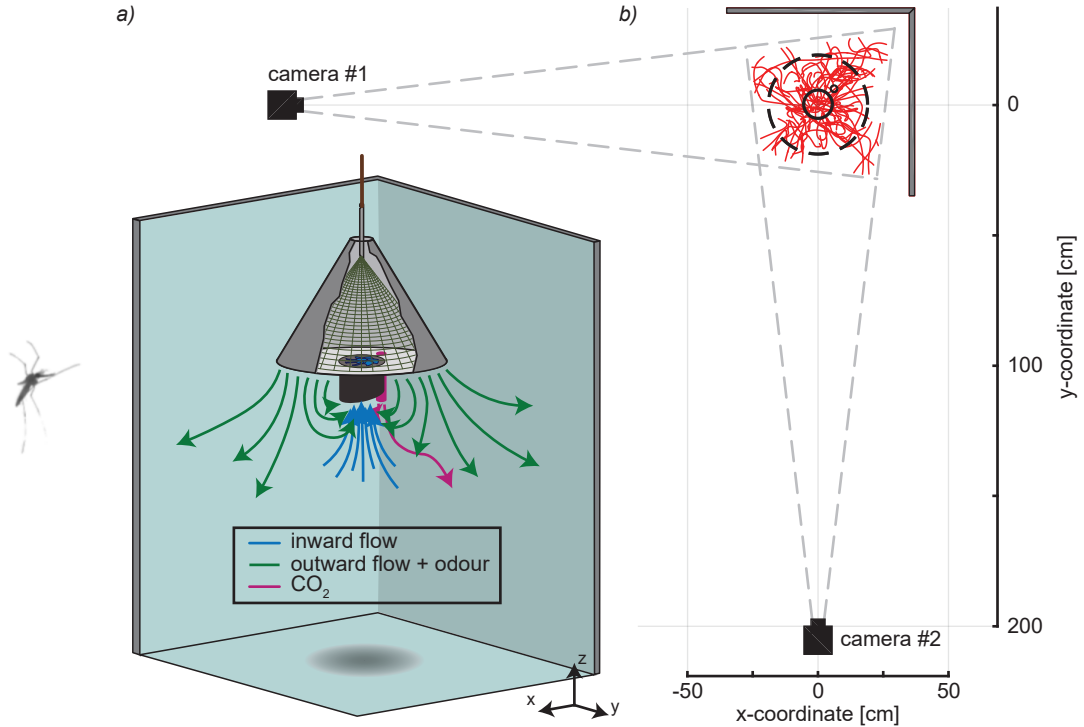 a)
b)
camera #1
0
100
200
y-coordinate [cm]
inward flow
outward flow + odour
CO₂
z
x
y
camera #2
-50
0
50
x-coordinate [cm]